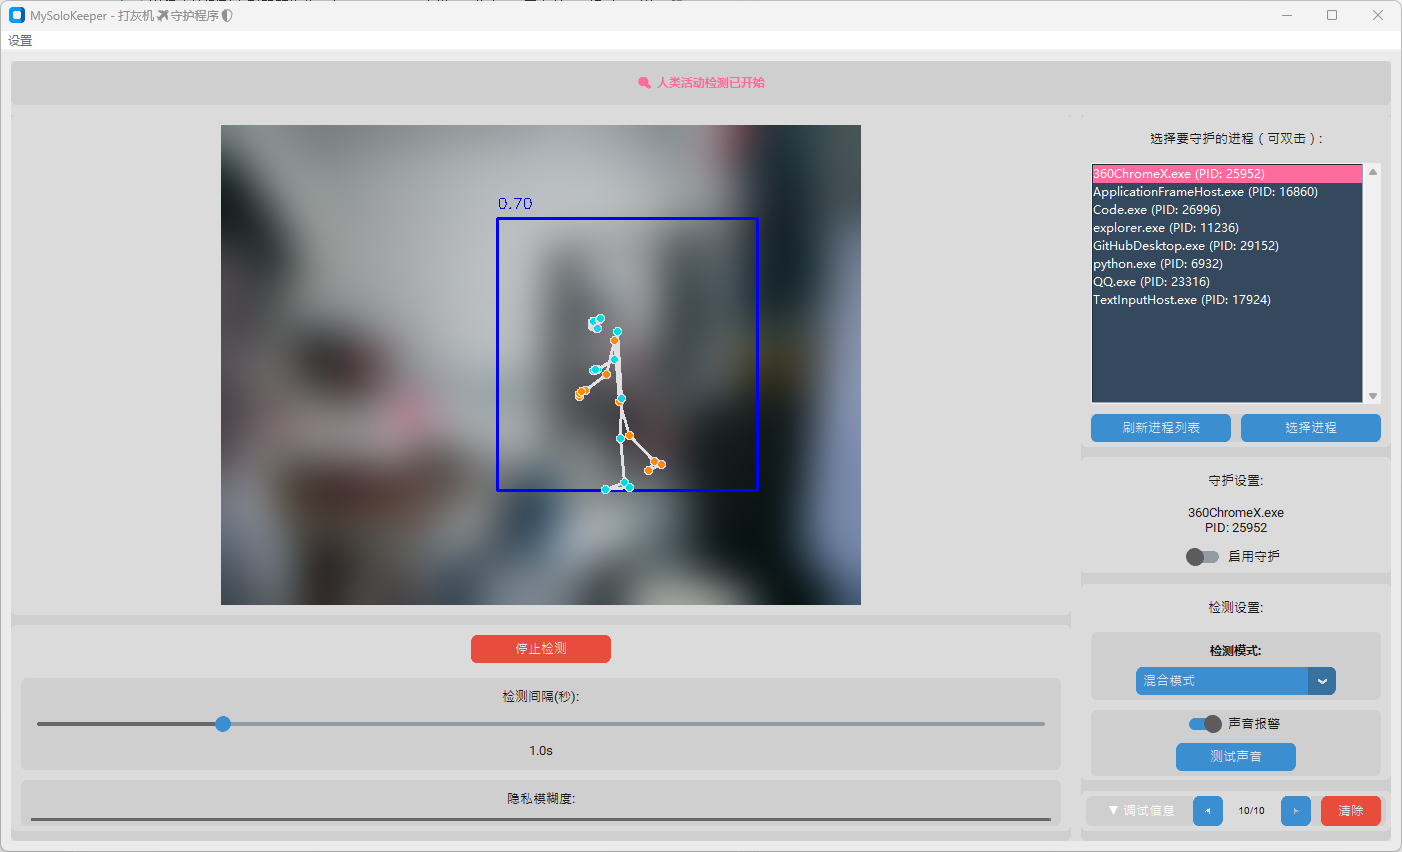 MySoloKeeper - 打灰机✈守护程序🛡
设置
🔍 人类活动检测已开始
0.70
停止检测
检测间隔(秒):
1.0s
隐私模糊度:
选择要守护的进程（可双击）:
360ChromeX.exe (PID: 25952)
ApplicationFrameHost.exe (PID: 16860)
Code.exe (PID: 26996)
explorer.exe (PID: 11236)
GitHubDesktop.exe (PID: 29152)
python.exe (PID: 6932)
QQ.exe (PID: 23316)
TextInputHost.exe (PID: 17924)
刷新进程列表 选择进程
守护设置:
360ChromeX.exe
PID: 25952
启用守护
检测设置:
检测模式:
混合模式
声音报警
测试声音
▼ 调试信息 10/10 清除